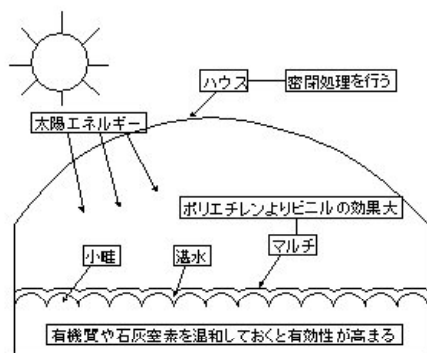 ハウス
密閉処理を行う
太陽エネルギー
ポリエチレンよりビニルの効果大
マルチ
小畦
湛水
有機質や石灰窒素を温和しておくと有効性が高まる